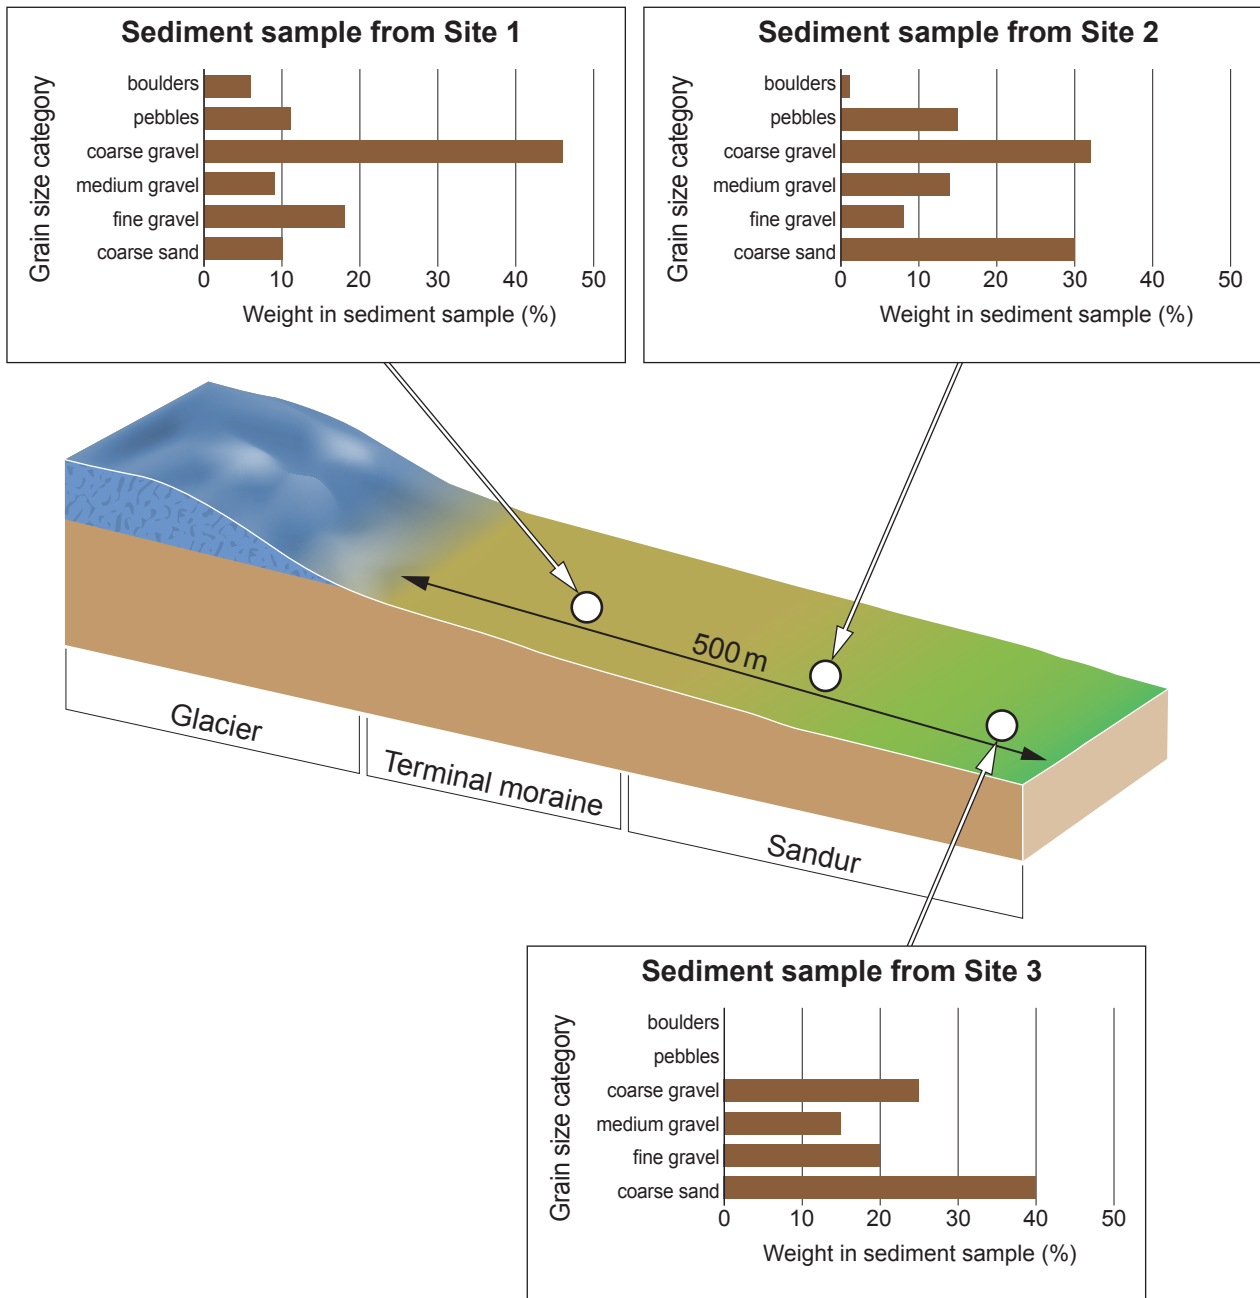 Sediment sample from Site 1
Grain size category
boulders
pebbles
coarse gravel
medium gravel
fine gravel
coarse sand
0 10 20 30 40 50
Weight in sediment sample (%)
Sediment sample from Site 2
Grain size category
boulders
pebbles
coarse gravel
medium gravel
fine gravel
coarse sand
0 10 20 30 40 50
Weight in sediment sample (%)
500 m
Glacier
Terminal moraine
Sandur
Sediment sample from Site 3
Grain size category
boulders
pebbles
coarse gravel
medium gravel
fine gravel
coarse sand
0 10 20 30 40 50
Weight in sediment sample (%)